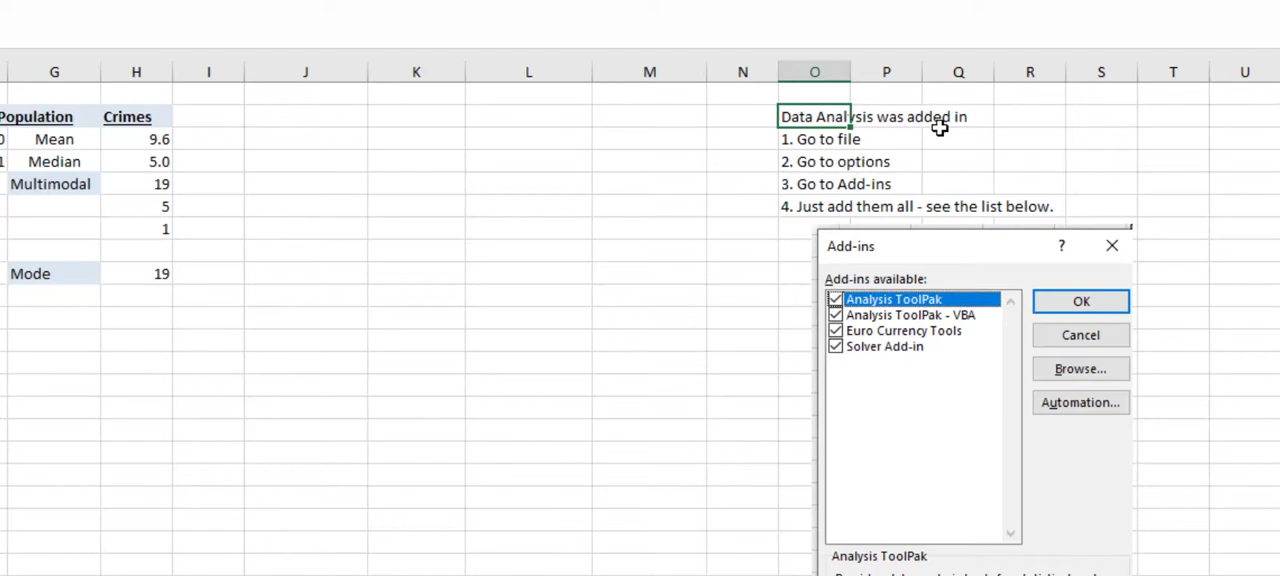 G H I J K L M N O P Q R S T U
Population Crimes Data Analysis was added in
0 Mean 9.6 1. Go to file
1 Median 5.0 2. Go to options
Multimodal 19 3. Go to Add-ins
5 4. Just add them all - see the list below.
1
Mode 19
Add-ins ? ×
Add-ins available:
Analysis ToolPak
Analysis ToolPak - VBA
Euro Currency Tools
Solver Add-in
OK
Cancel
Browse...
Automation...
Analysis ToolPak